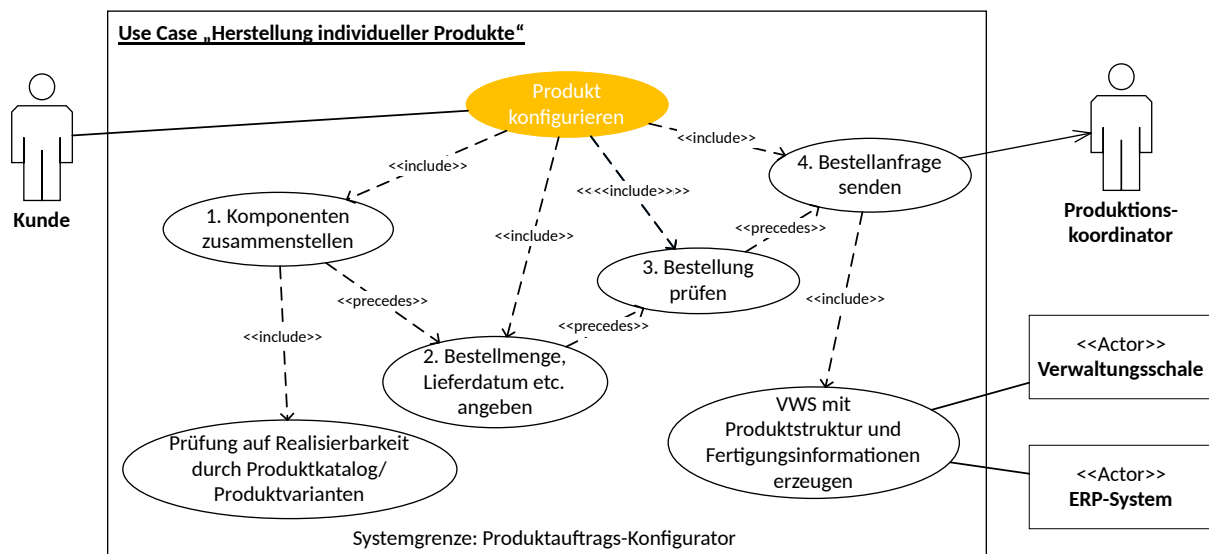 Use Case „Herstellung individueller Produkte“
Produkt
konfigurieren
<<include>>
<<include>>
4. Bestellanfrage
senden
<<<<include>>>>
Kunde
Produktions-
koordinator
1. Komponenten
zusammenstellen
<<include>>
<<precedes>>
3. Bestellung
prüfen
<<precedes>>
<<include>>
<<include>>
<<precedes>>
2. Bestellmenge,
Lieferdatum etc.
angeben
<<Actor>>
Verwaltungsschale
VWS mit
Produktstruktur und
Fertigungsinformationen
erzeugen
Prüfung auf Realisierbarkeit
durch Produktkatalog/
Produktvarianten
<<Actor>>
ERP-System
Systemgrenze: Produktauftrags-Konfigurator